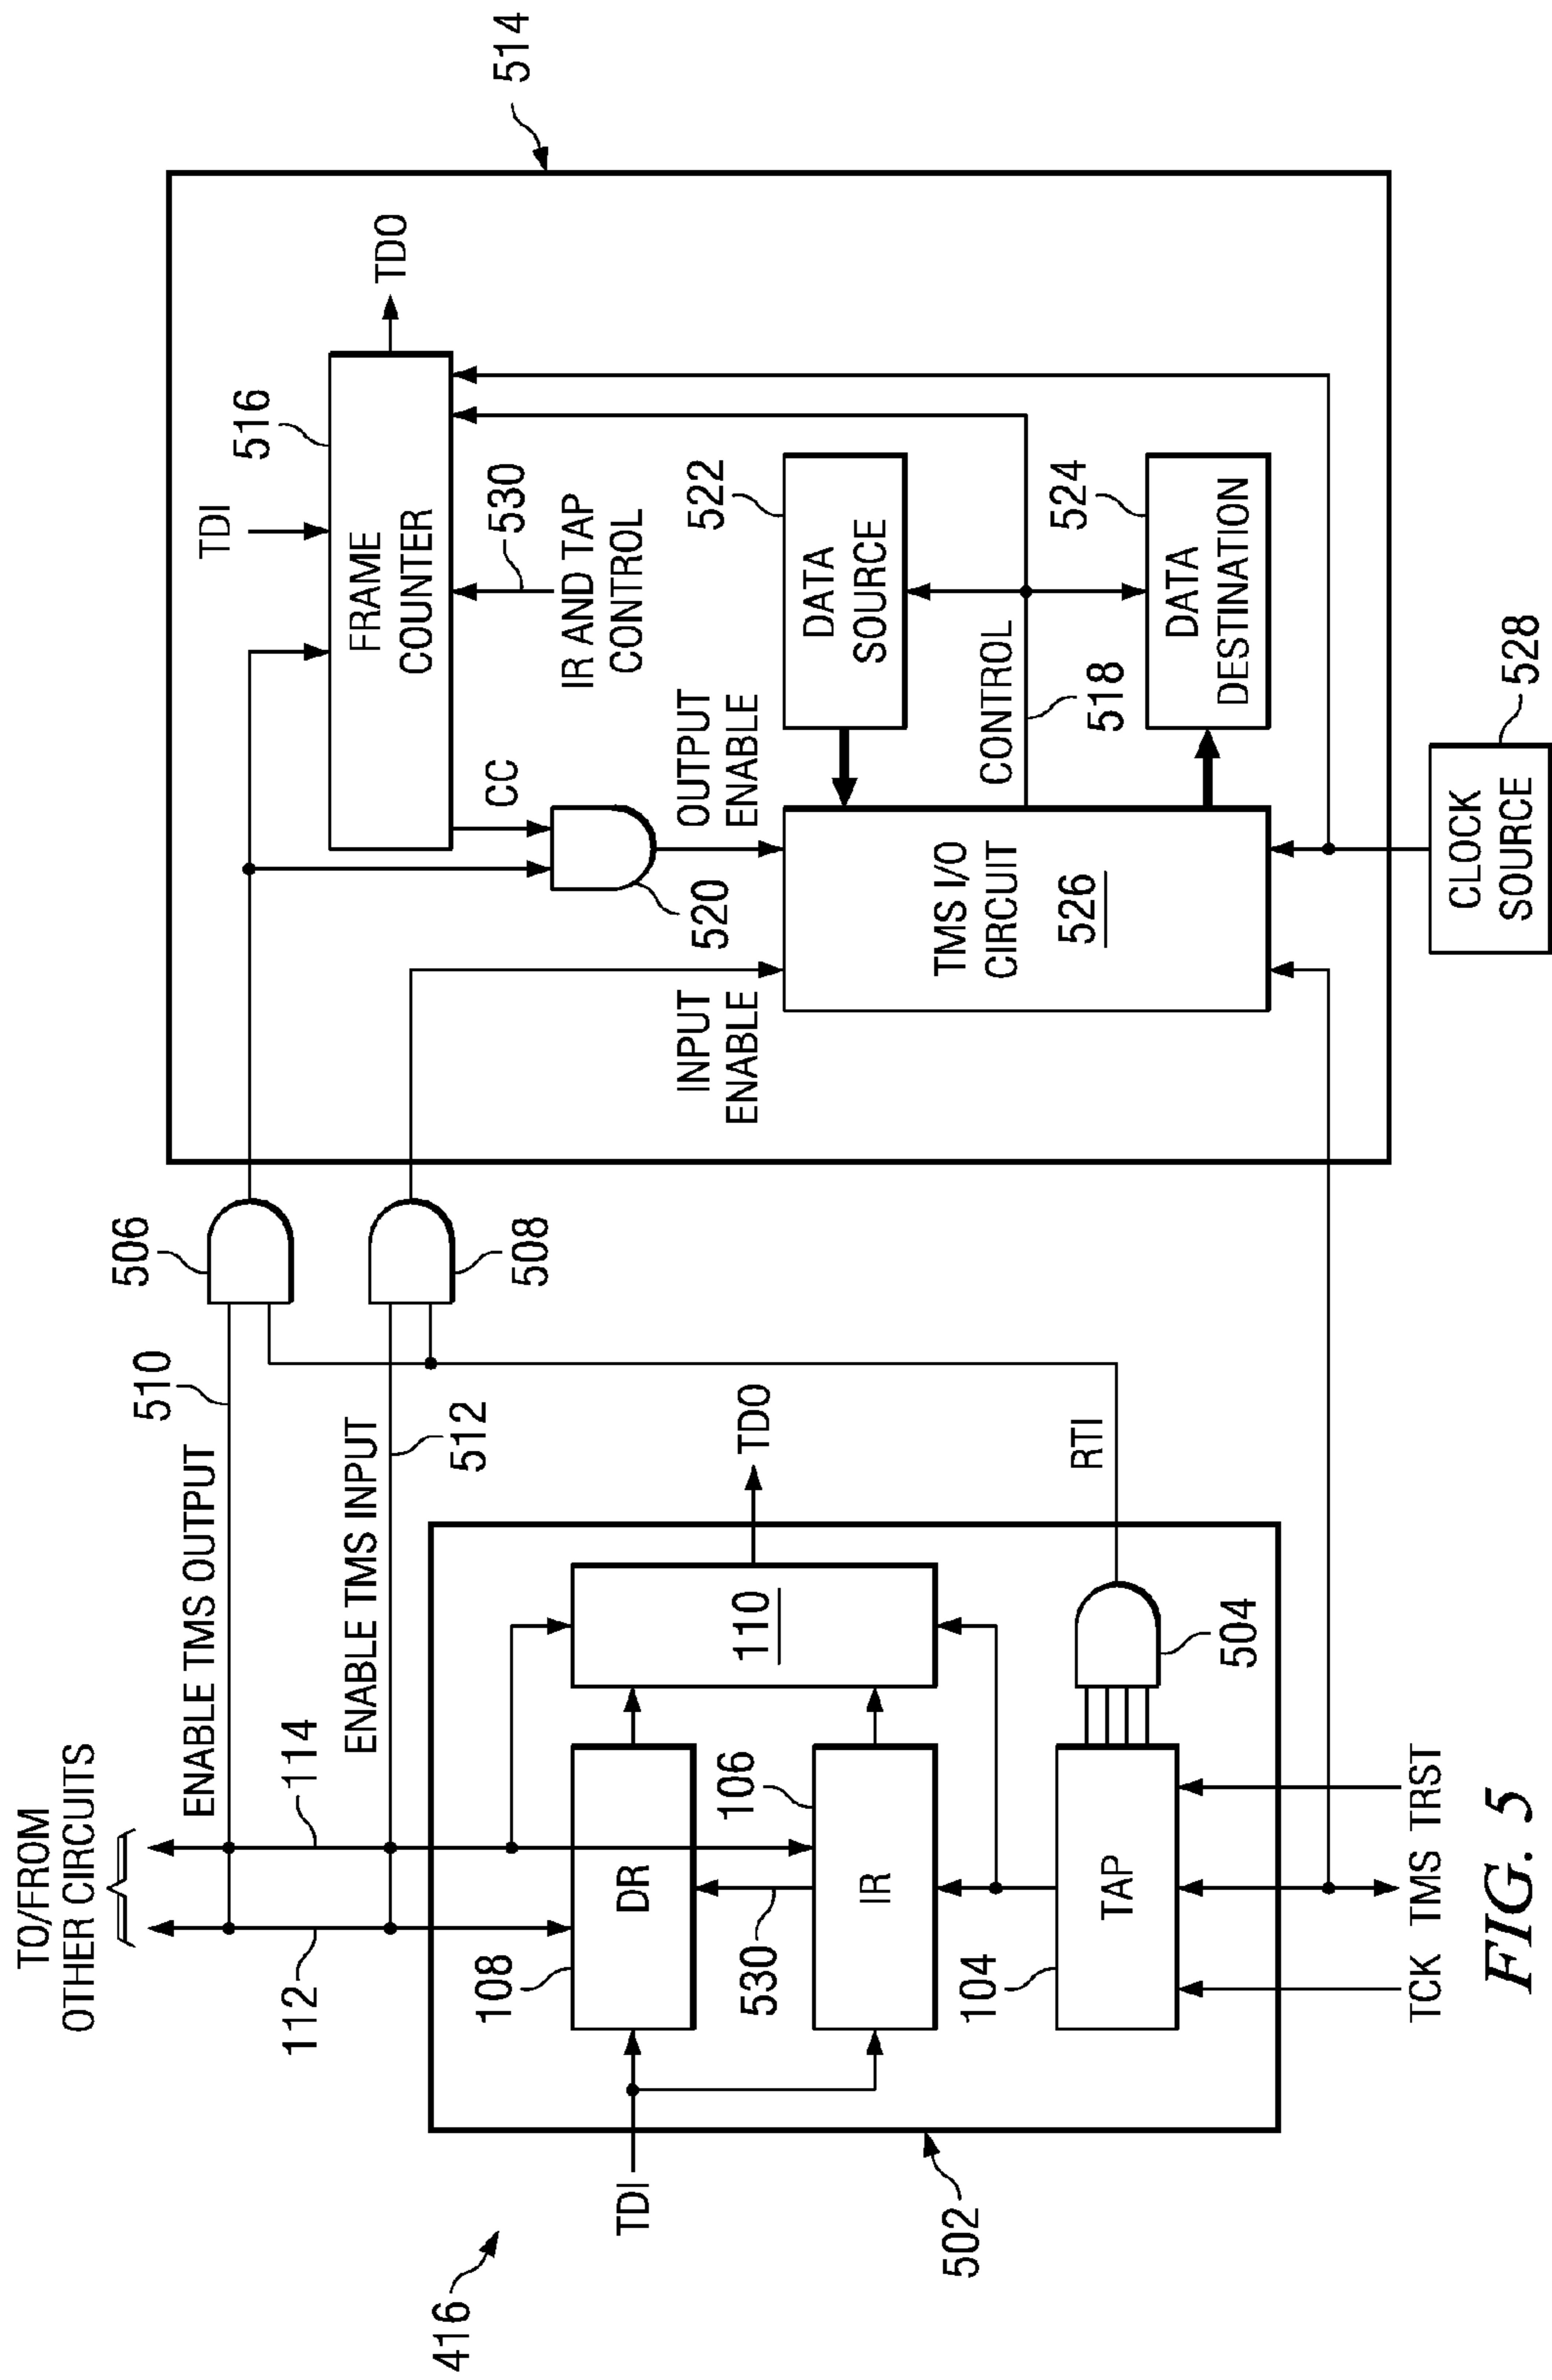 416
TO/FROM
OTHER CIRCUITS
112
114
ENABLE TMS OUTPUT
510
506
ENABLE TMS INPUT
512
508
502
TDI
108
DR
530
106
IR
104
TAP
110
TDO
504
RTI
TCK
TMS
TRST
514
TDI
516
FRAME
COUNTER
TDO
530
IR AND TAP
CONTROL
CC
520
INPUT
ENABLE
OUTPUT
ENABLE
522
DATA
SOURCE
TMS I/O
CIRCUIT
526
CONTROL
518
524
DATA
DESTINATION
CLOCK
SOURCE
528
FIG. 5